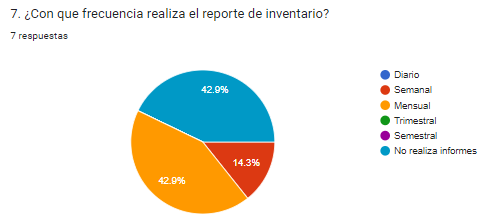 7. ¿Con que frecuencia realiza el reporte de inventario?
7 respuestas
42.9%
14.3%
42.9%
Diario
Semanal
Mensual
Trimestral
Semestral
No realiza informes